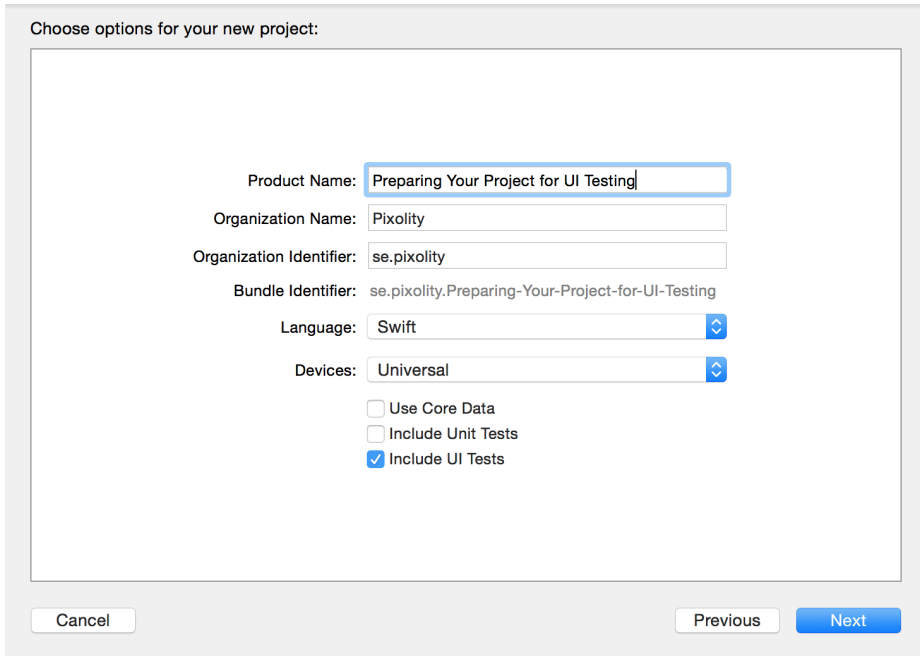 Choose options for your new project:
Product Name: Preparing Your Project for UI Testing
Organization Name: Pixolity
Organization Identifier: se.pixolity
Bundle Identifier: se.pixolity.Preparing-Your-Project-for-UI-Testing
Language: Swift
Devices: Universal
Use Core Data
Include Unit Tests
Include UI Tests
Cancel Previous Next